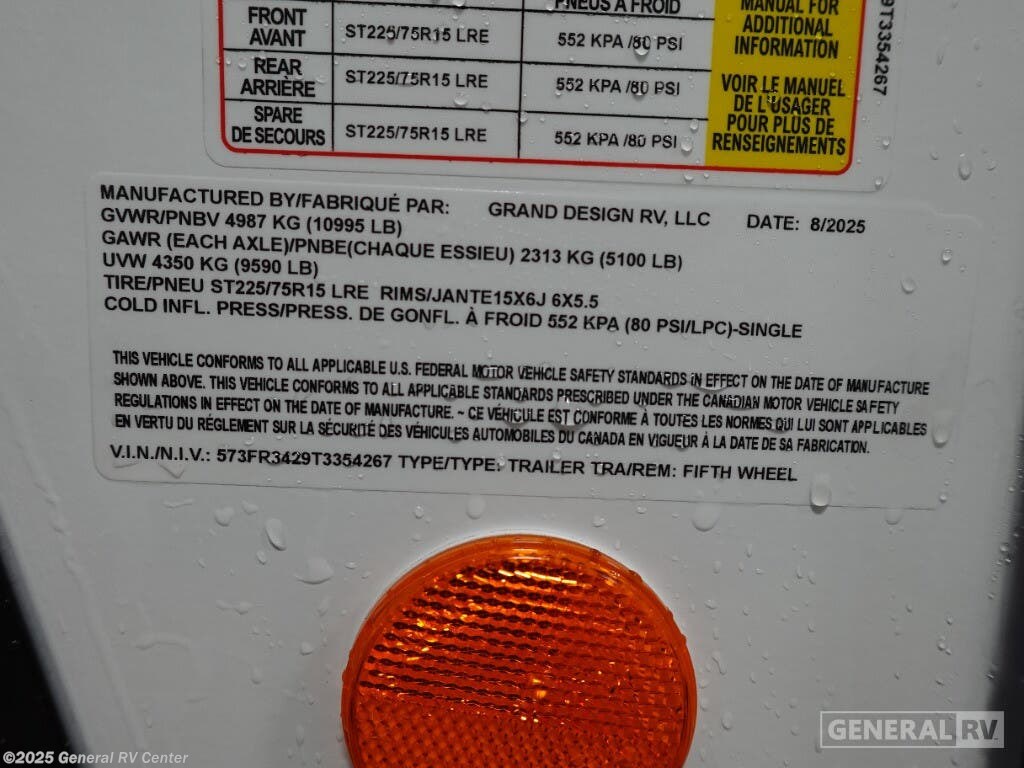 PNEUS À FROID
MANUAL FOR
ADDITIONAL
INFORMATION
FRONT
AVANT
ST225/75R15 LRE
552 KPA /80 PSI
REAR
ARRIÈRE
ST225/75R15 LRE
552 KPA /80 PSI
SPARE
DE SECOURS
ST225/75R15 LRE
552 KPA /80 PSI
VOIR LE MANUEL
DE L'USAGER
POUR PLUS DE
RENSEIGNEMENTS
9T3354267
MANUFACTURED BY/FABRIQUÉ PAR: GRAND DESIGN RV, LLC DATE: 8/2025
GVWR/PNBV 4987 KG (10995 LB)
GAWR (EACH AXLE)/PNBE(CHAQUE ESSIEU) 2313 KG (5100 LB)
UVW 4350 KG (9590 LB)
TIRE/PNEU ST225/75R15 LRE RIMS/JANTE15X6J 6X5.5
COLD INFL. PRESS/PRESS. DE GONFL. À FROID 552 KPA (80 PSI/LPC)-SINGLE
THIS VEHICLE CONFORMS TO ALL APPLICABLE U.S. FEDERAL MOTOR VEHICLE SAFETY STANDARDS IN EFFECT ON THE DATE OF MANUFACTURE
SHOWN ABOVE. THIS VEHICLE CONFORMS TO ALL APPLICABLE STANDARDS PRESCRIBED UNDER THE CANADIAN MOTOR VEHICLE SAFETY
REGULATIONS IN EFFECT ON THE DATE OF MANUFACTURE. ~ CE VÉHICULE EST CONFORME À TOUTES LES NORMES QUI LUI SONT APPLICABLES
EN VERTU DU RÉGLEMENT SUR LA SÉCURITÉ DES VÉHICULES AUTOMOBILES DU CANADA EN VIGUEUR À LA DATE DE SA FABRICATION.
V.I.N./N.I.V.: 573FR3429T3354267 TYPE/TYPE: TRAILER TRA/REM: FIFTH WHEEL
GENERAL RV
©2025 General RV Center